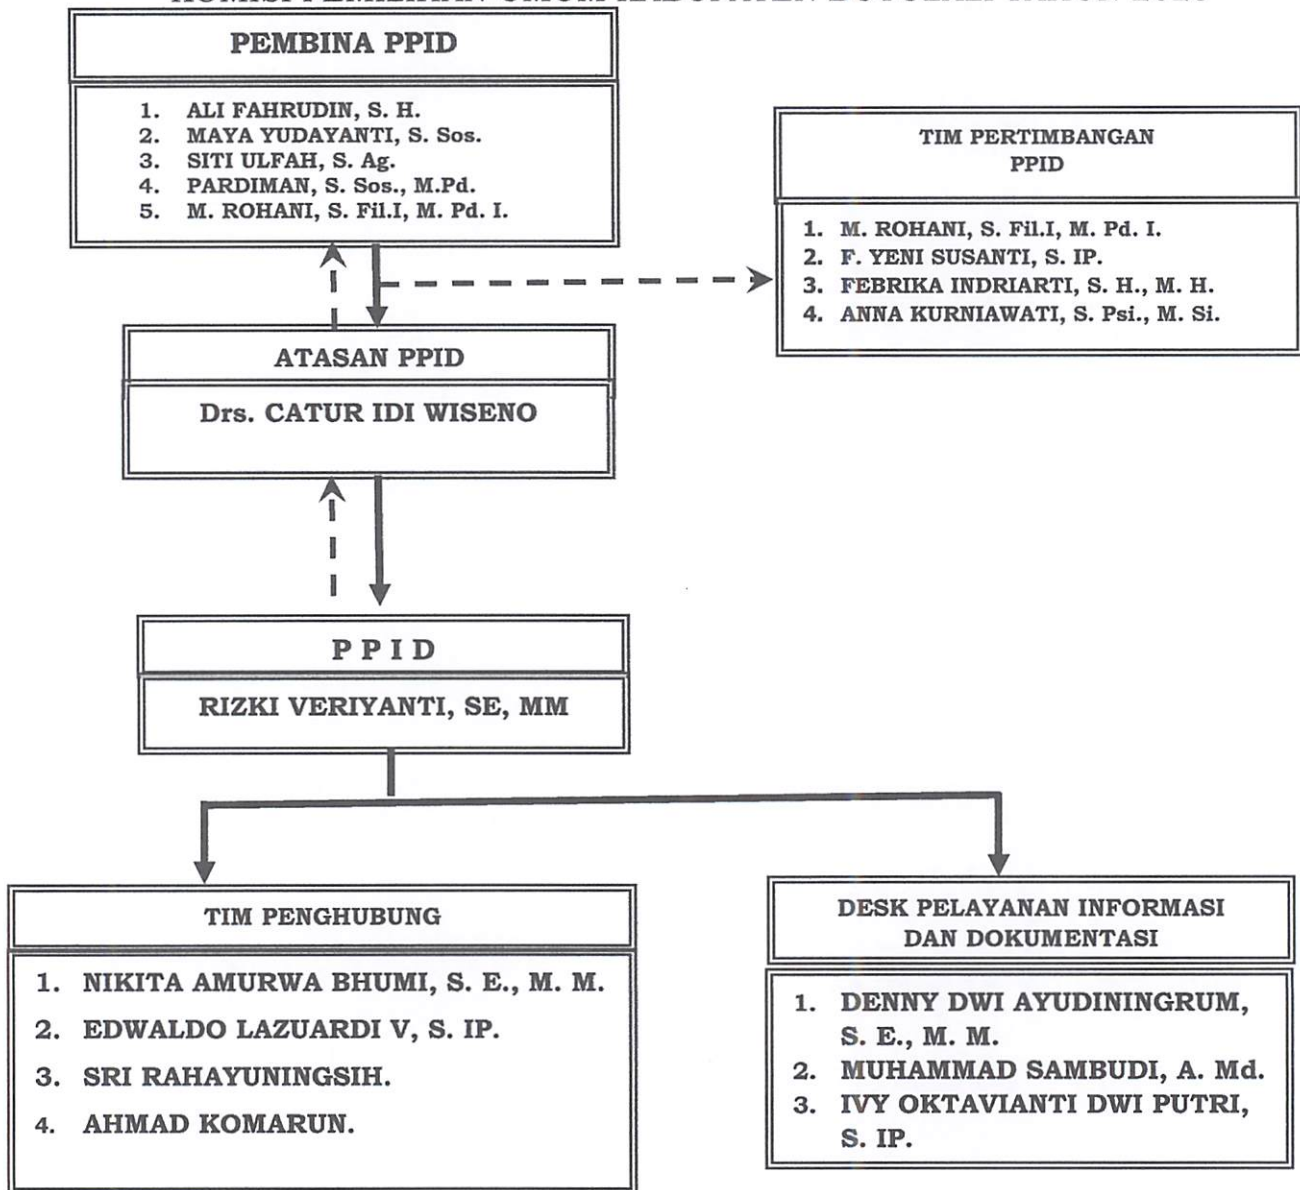 PEMBINA PPID
1. ALI FAHRUDIN, S. H.
2. MAYA YUDAYANTI, S. Sos.
3. SITI ULFAH, S. Ag.
4. PARDIMAN, S. Sos., M.Pd.
5. M. ROHANI, S. Fil.I, M. Pd. I.
TIM PERTIMBANGAN
PPID
1. M. ROHANI, S. Fil.I, M. Pd. I.
2. F. YENI SUSANTI, S. IP.
3. FEBRIKA INDRIARTI, S. H., M. H.
4. ANNA KURNIAWATI, S. Psi., M. Si.
ATASAN PPID
Drs. CATUR IDI WISENO
P P I D
RIZKI VERIYANTI, SE, MM
TIM PENGHUBUNG
1. NIKITA AMURWA BHUMI, S. E., M. M.
2. EDWALDO LAZUARDI V, S. IP.
3. SRI RAHAYUNINGSIH.
4. AHMAD KOMARUN.
DESK PELAYANAN INFORMASI
DAN DOKUMENTASI
1. DENNY DWI AYUDININGRUM,
S. E., M. M.
2. MUHAMMAD SAMBUDI, A. Md.
3. IVY OKTAVIANTI DWI PUTRI,
S. IP.